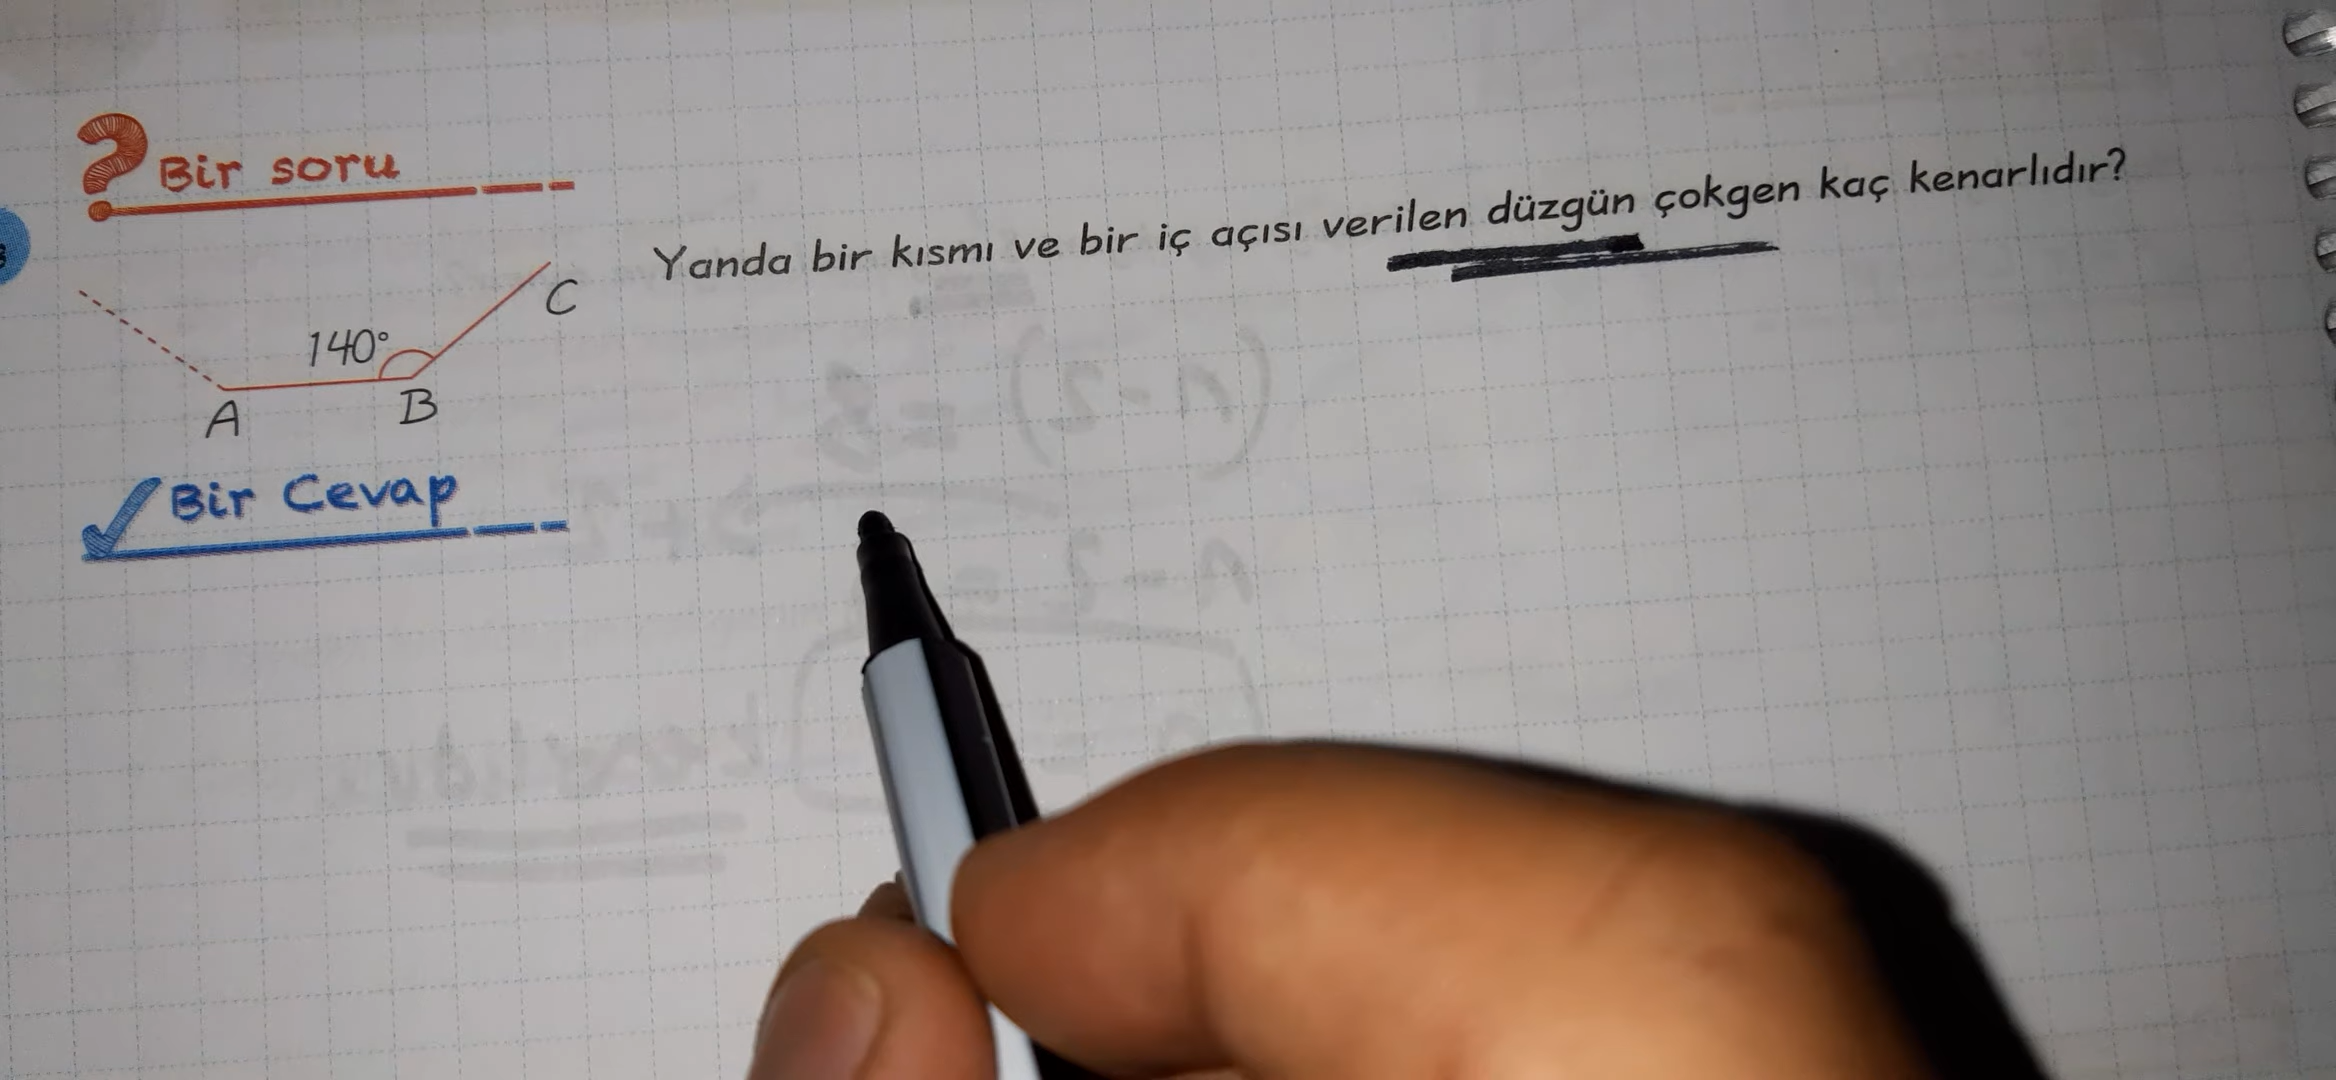 ? Bir soru
Yanda bir kısmı ve bir iç açısı verilen düzgün çokgen kaç kenarlıdır?
140°
A
B
C
Bir Cevap